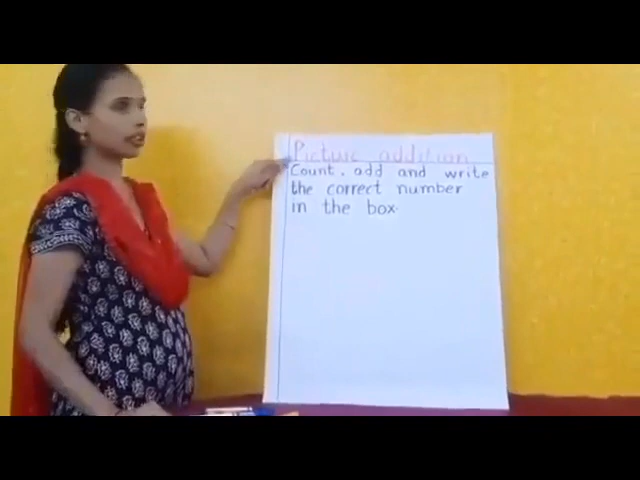 Picture addition
Count, add and write
the correct number
in the box.